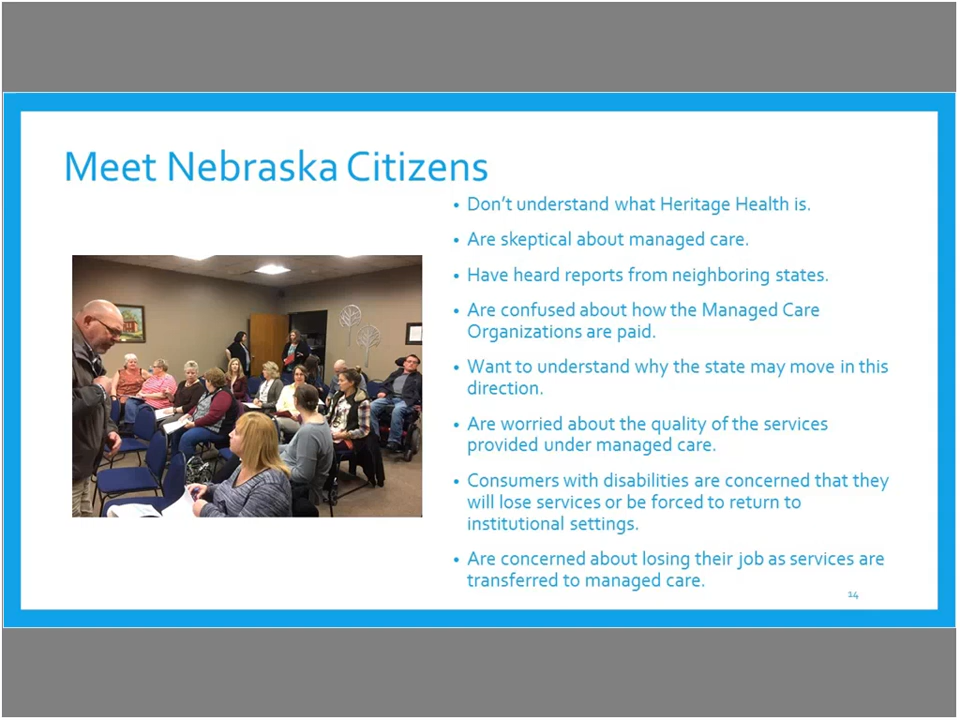 Meet Nebraska Citizens
• Don’t understand what Heritage Health is.
• Are skeptical about managed care.
• Have heard reports from neighboring states.
• Are confused about how the Managed Care
Organizations are paid.
• Want to understand why the state may move in this
direction.
• Are worried about the quality of the services
provided under managed care.
• Consumers with disabilities are concerned that they
will lose services or be forced to return to
institutional settings.
• Are concerned about losing their job as services are
transferred to managed care.
14